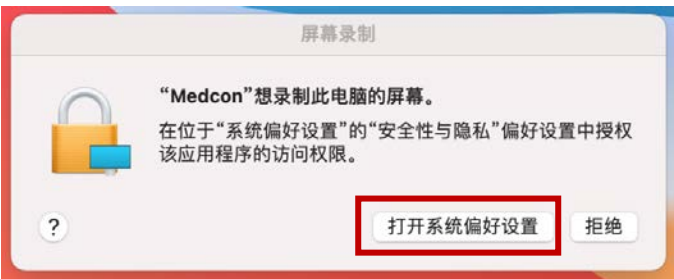 屏幕录制
“Medcon”想录制此电脑的屏幕。
在位于“系统偏好设置”的“安全性与隐私”偏好设置中授权
该应用程序的访问权限。
?
打开系统偏好设置
拒绝